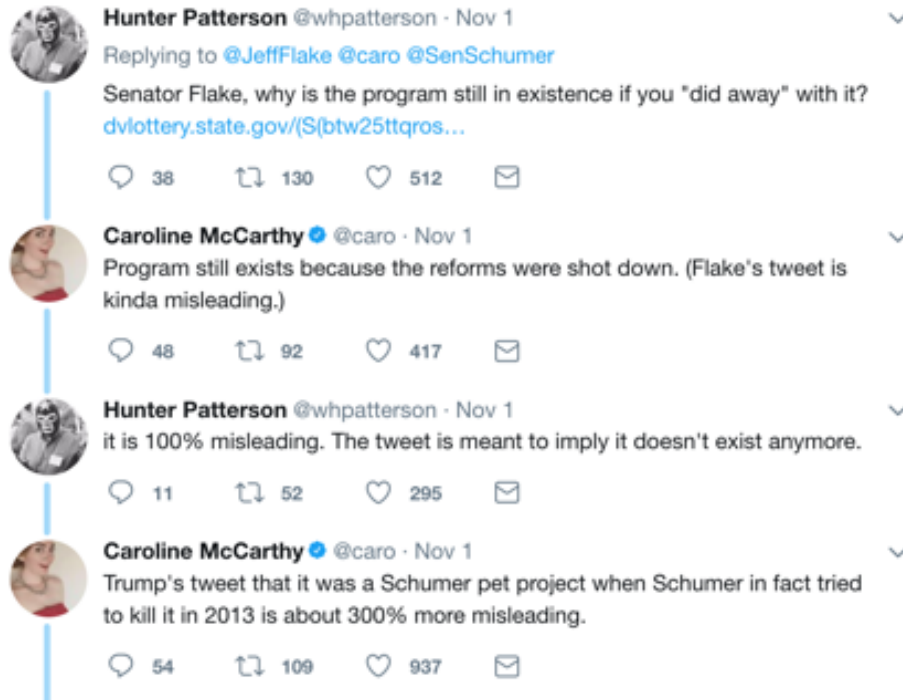 Hunter Patterson @whpatterson · Nov 1
Replying to @JeffFlake @caro @SenSchumer
Senator Flake, why is the program still in existence if you "did away" with it?
dvlottery.state.gov/(S(btw25ttqros...
38 130 512
Caroline McCarthy @caro · Nov 1
Program still exists because the reforms were shot down. (Flake's tweet is
kinda misleading.)
48 92 417
Hunter Patterson @whpatterson · Nov 1
it is 100% misleading. The tweet is meant to imply it doesn't exist anymore.
11 52 295
Caroline McCarthy @caro · Nov 1
Trump's tweet that it was a Schumer pet project when Schumer in fact tried
to kill it in 2013 is about 300% more misleading.
54 109 937